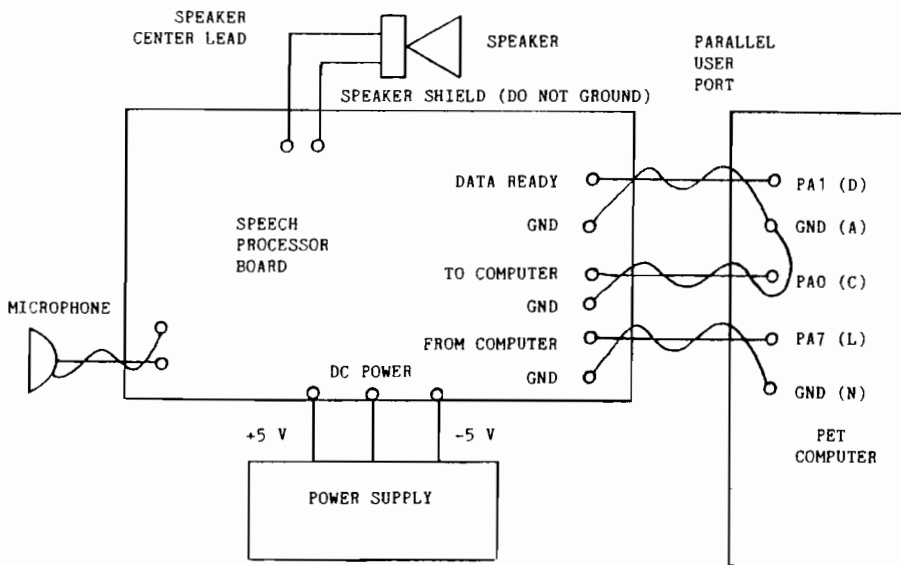 SPEAKER
CENTER LEAD
SPEAKER
SPEAKER SHIELD (DO NOT GROUND)
PARALLEL
USER
PORT
DATA READY
PA1 (D)
GND
GND (A)
SPEECH
PROCESSOR
BOARD
TO COMPUTER
PA0 (C)
GND
MICROPHONE
FROM COMPUTER
PA7 (L)
GND
GND (N)
DC POWER
+5 V
-5 V
PET
COMPUTER
POWER SUPPLY